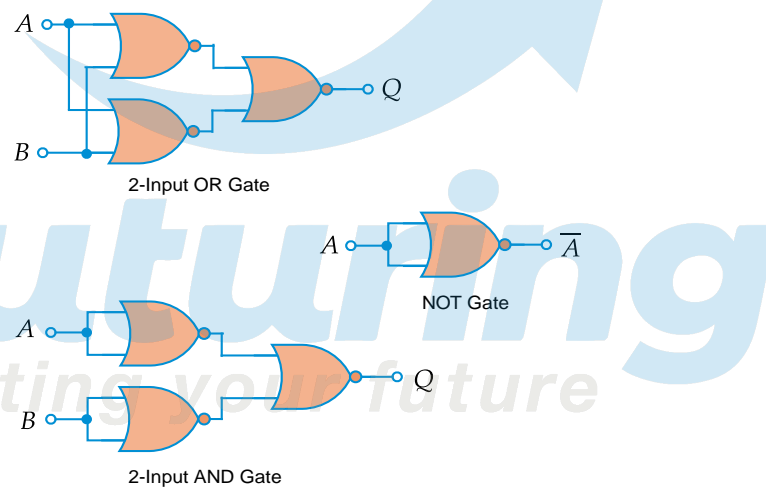 A
Q
B
2-Input OR Gate
uturing
A
A̅
NOT Gate
A
ting your future
Q
B
2-Input AND Gate